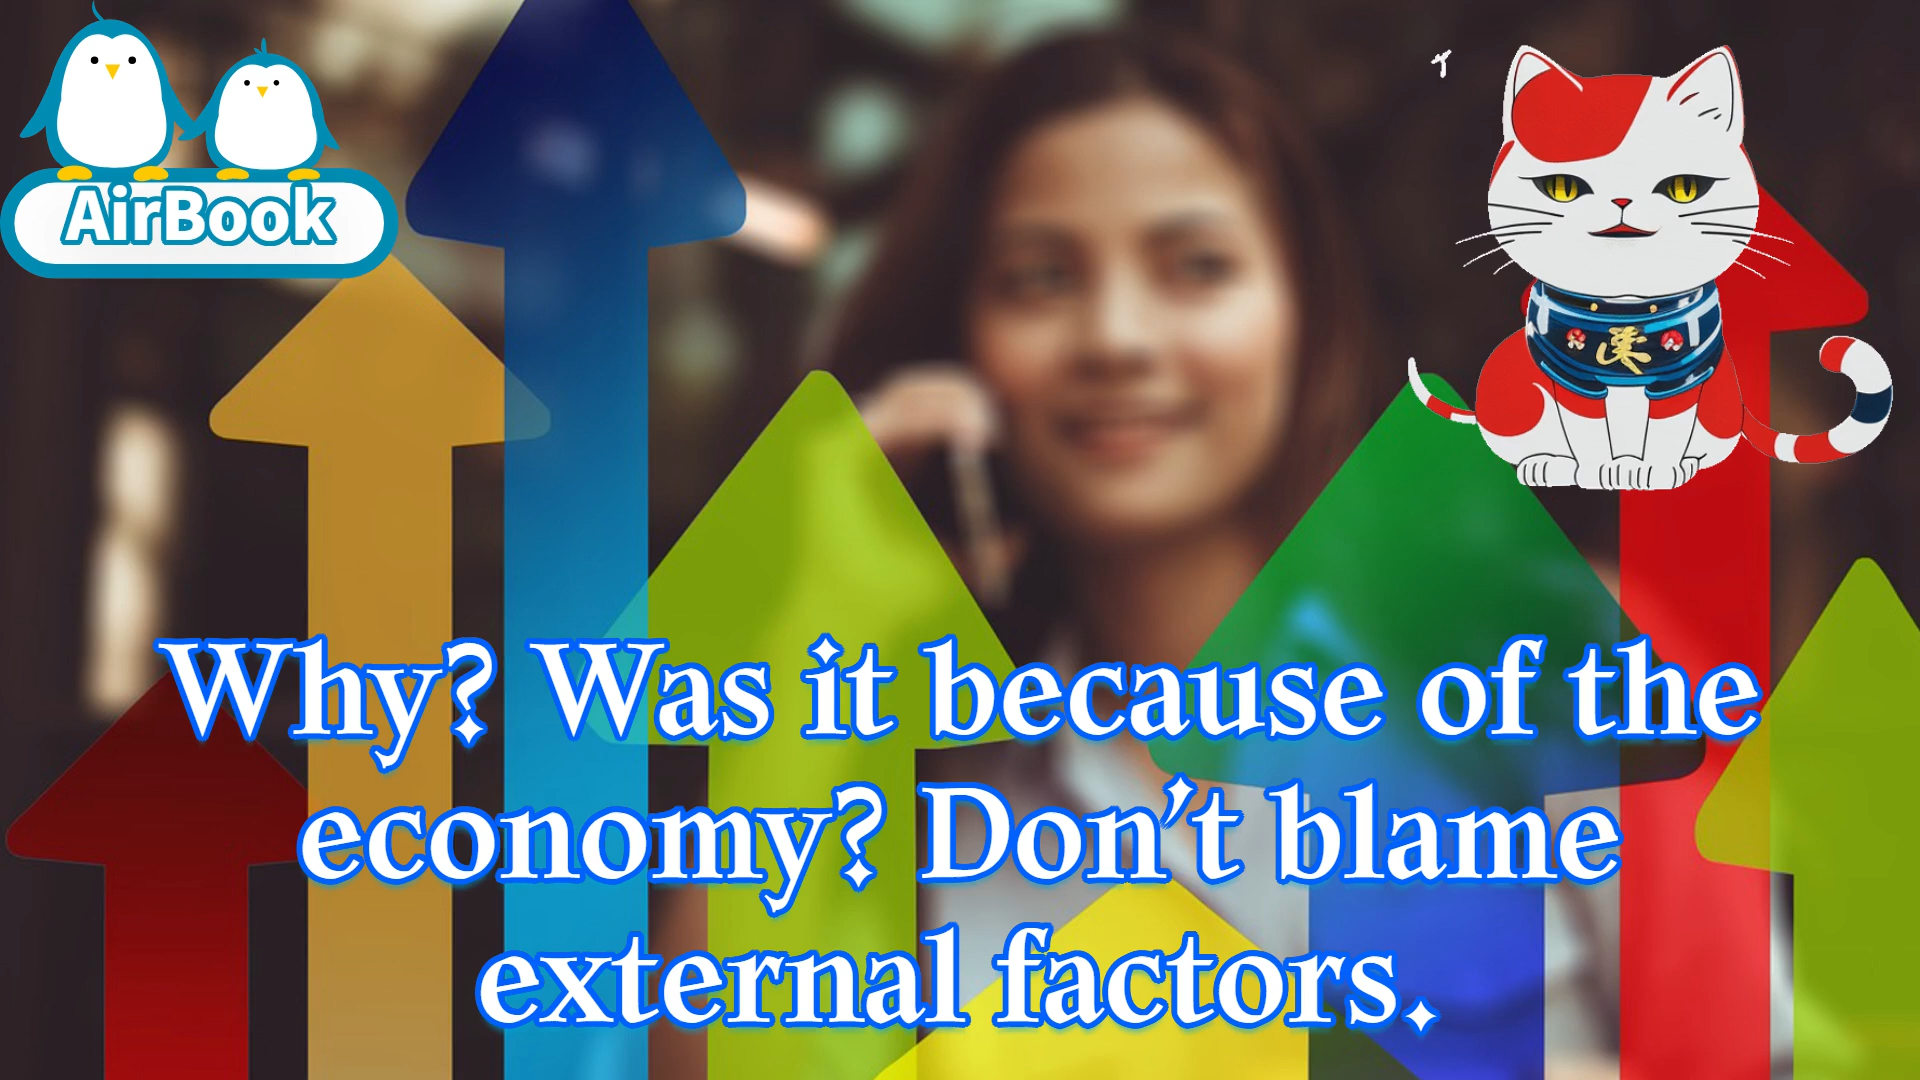 AirBook
Why? Was it because of the
economy? Don't blame
external factors.